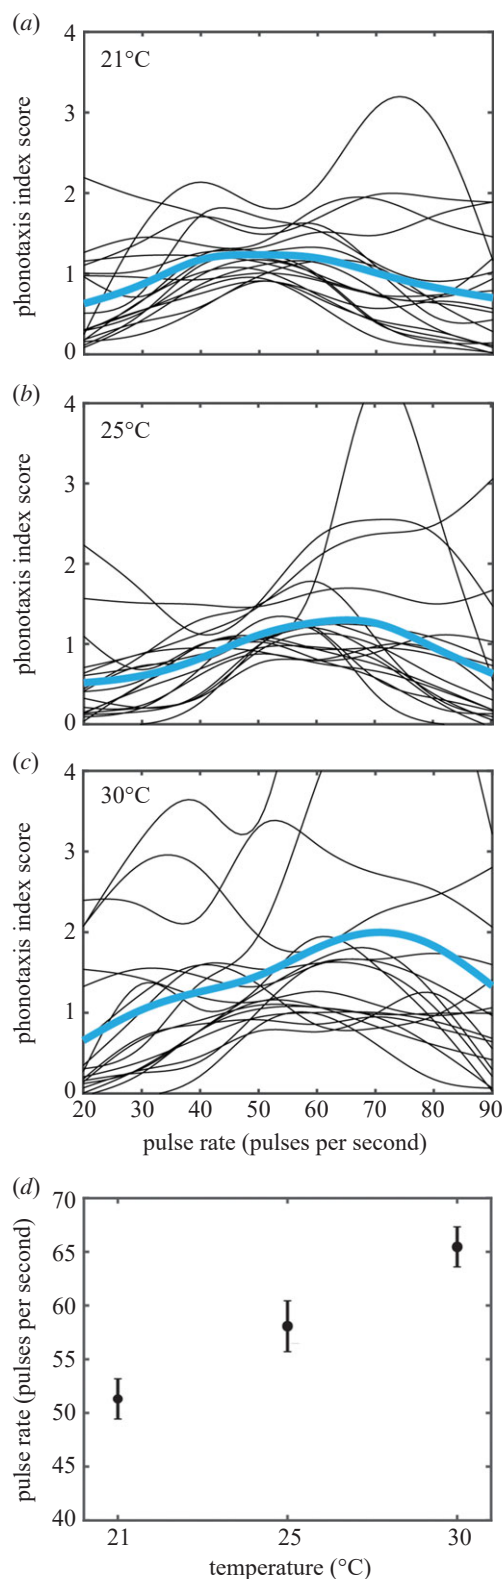 (a)
4
21°C
3
2
1
0
phonotaxis index score
(b)
4
25°C
3
2
1
0
phonotaxis index score
(c)
4
30°C
3
2
1
0
phonotaxis index score
20 30 40 50 60 70 80 90
pulse rate (pulses per second)
(d)
70
65
60
55
50
45
40
pulse rate (pulses per second)
21 25 30
temperature (°C)